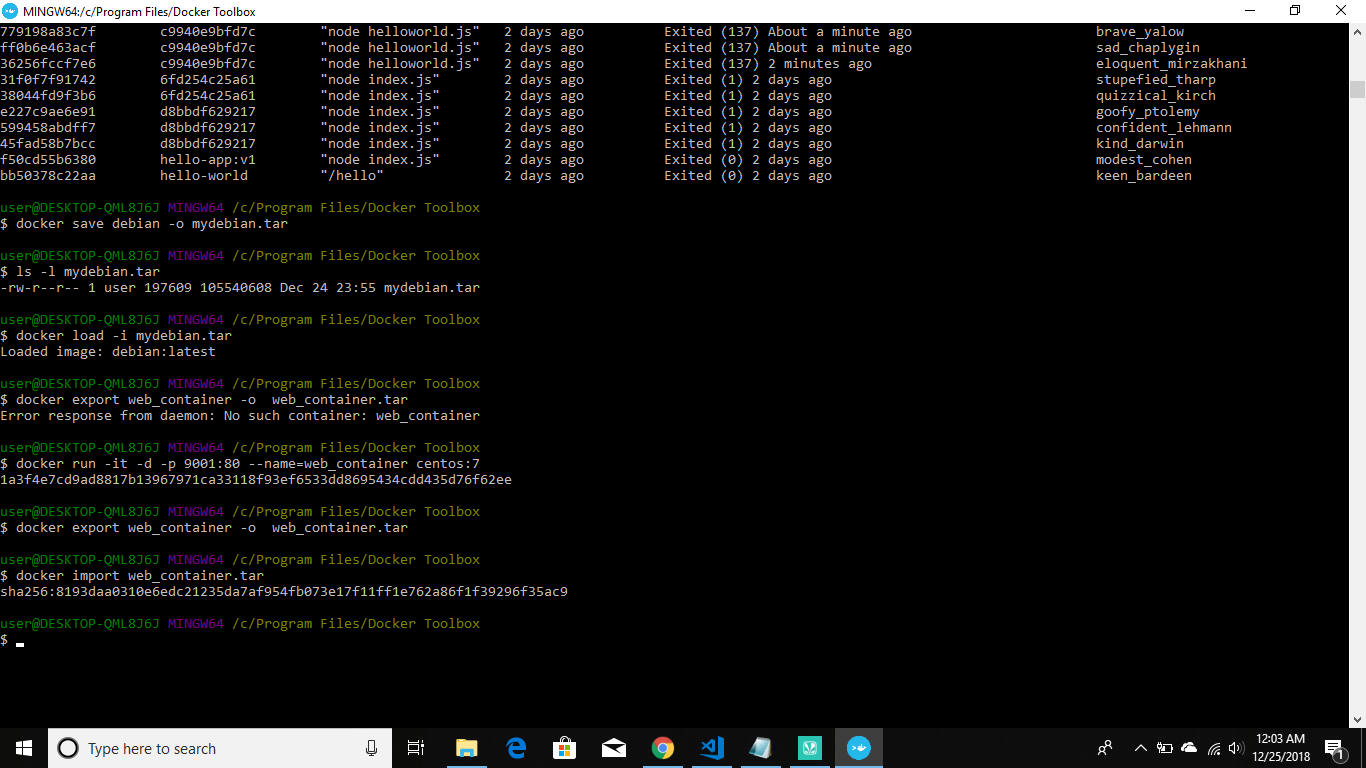 MINGW64:/c/Program Files/Docker Toolbox
779198a83c7f c9940e9bfd7c "node helloworld.js" 2 days ago Exited (137) About a minute ago brave_yalow
ff0b6e463acf c9940e9bfd7c "node helloworld.js" 2 days ago Exited (137) About a minute ago sad_chaplygin
36256fccf7e6 c9940e9bfd7c "node helloworld.js" 2 days ago Exited (137) 2 minutes ago eloquent_mirzakhani
31f0f7f91742 6fd254c25a61 "node index.js" 2 days ago Exited (1) 2 days ago stupefied_tharp
38044fd9f3b6 6fd254c25a61 "node index.js" 2 days ago Exited (1) 2 days ago quizzical_kirch
e227c9ae6e91 d8bbdf629217 "node index.js" 2 days ago Exited (1) 2 days ago goofy_ptolemy
599458abdff7 d8bbdf629217 "node index.js" 2 days ago Exited (1) 2 days ago confident_lehmann
45fad58b7bcc d8bbdf629217 "node index.js" 2 days ago Exited (1) 2 days ago kind_darwin
f50cd55b6380 hello-app:v1 "node index.js" 2 days ago Exited (0) 2 days ago modest_cohen
bb50378c22aa hello-world "/hello" 2 days ago Exited (0) 2 days ago keen_bardeen
user@DESKTOP-QML8J6J MINGW64 /c/Program Files/Docker Toolbox
$ docker save debian -o mydebian.tar
user@DESKTOP-QML8J6J MINGW64 /c/Program Files/Docker Toolbox
$ ls -l mydebian.tar
-rw-r--r-- 1 user 197609 105540608 Dec 24 23:55 mydebian.tar
user@DESKTOP-QML8J6J MINGW64 /c/Program Files/Docker Toolbox
$ docker load -i mydebian.tar
Loaded image: debian:latest
user@DESKTOP-QML8J6J MINGW64 /c/Program Files/Docker Toolbox
$ docker export web_container -o  web_container.tar
Error response from daemon: No such container: web_container
user@DESKTOP-QML8J6J MINGW64 /c/Program Files/Docker Toolbox
$ docker run -it -d -p 9001:80 --name=web_container centos:7
1a3f4e7cd9ad8817b13967971ca33118f93ef6533dd8695434cdd435d76f62ee
user@DESKTOP-QML8J6J MINGW64 /c/Program Files/Docker Toolbox
$ docker export web_container -o  web_container.tar
user@DESKTOP-QML8J6J MINGW64 /c/Program Files/Docker Toolbox
$ docker import web_container.tar
sha256:8193daa0310e6edc21235da7af954fb073e17f11ff1e762a86f1f39296f35ac9
user@DESKTOP-QML8J6J MINGW64 /c/Program Files/Docker Toolbox
$
Type here to search
12:03 AM
12/25/2018
1